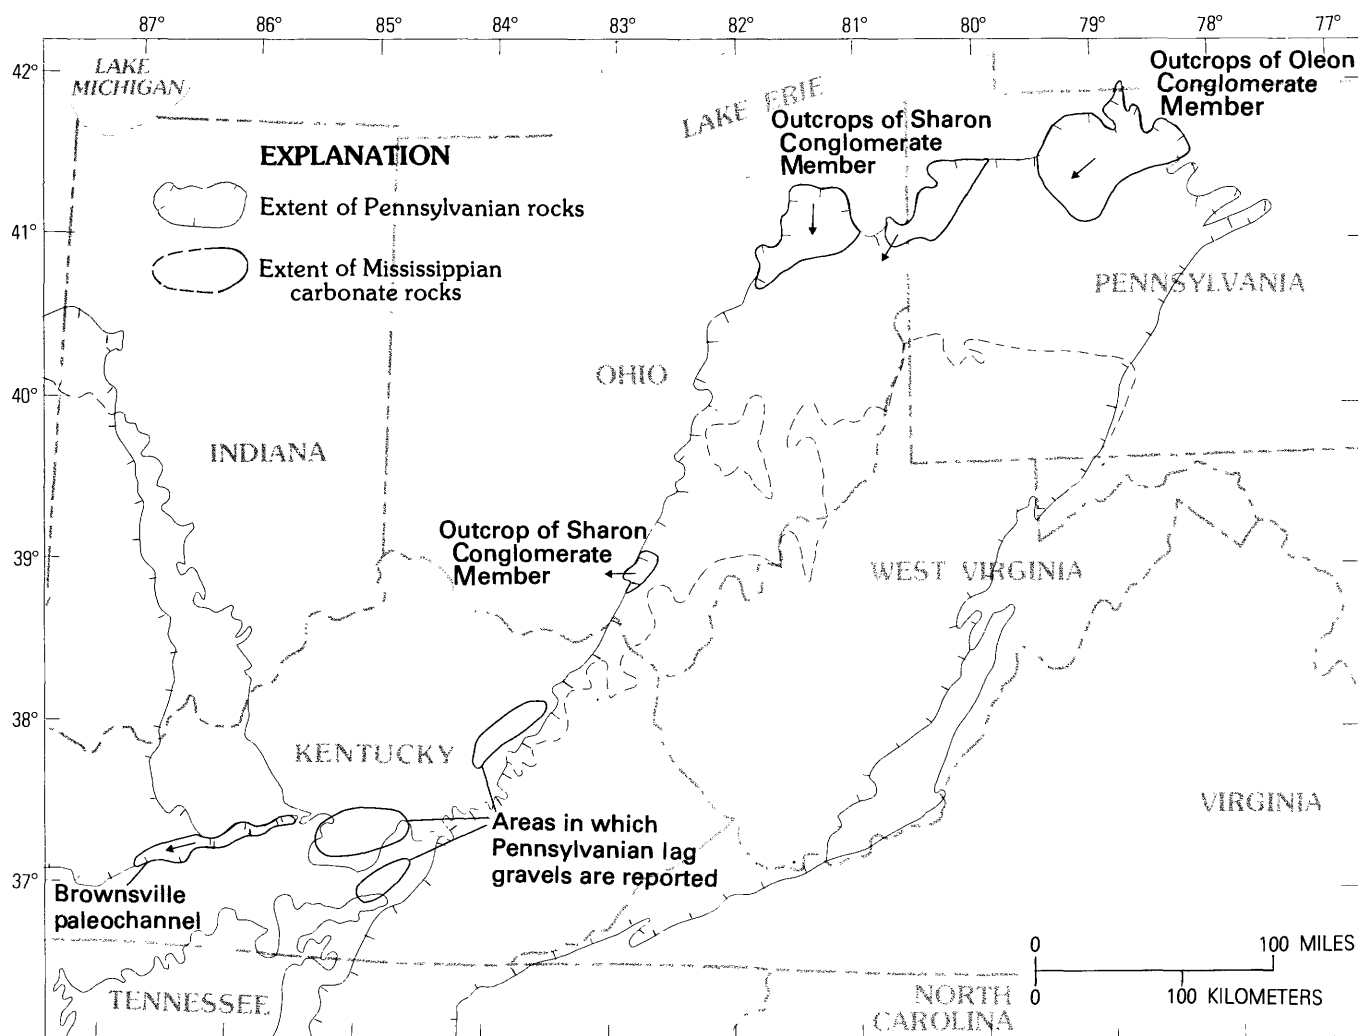 87° 86° 85° 84° 83° 82° 81° 80° 79° 78° 77°
42°
41°
40°
39°
38°
37°
LAKE
MICHIGAN
LAKE ERIE
Outcrops of Oleon
Conglomerate
Member
Outcrops of Sharon
Conglomerate
Member
EXPLANATION
Extent of Pennsylvanian rocks
Extent of Mississippian
carbonate rocks
PENNSYLVANIA
OHIO
INDIANA
Outcrop of Sharon
Conglomerate
Member
WEST VIRGINIA
KENTUCKY
VIRGINIA
Areas in which
Pennsylvanian lag
gravels are reported
Brownsville
paleochannel
TENNESSEE
NORTH
CAROLINA
0 100 MILES
0 100 KILOMETERS